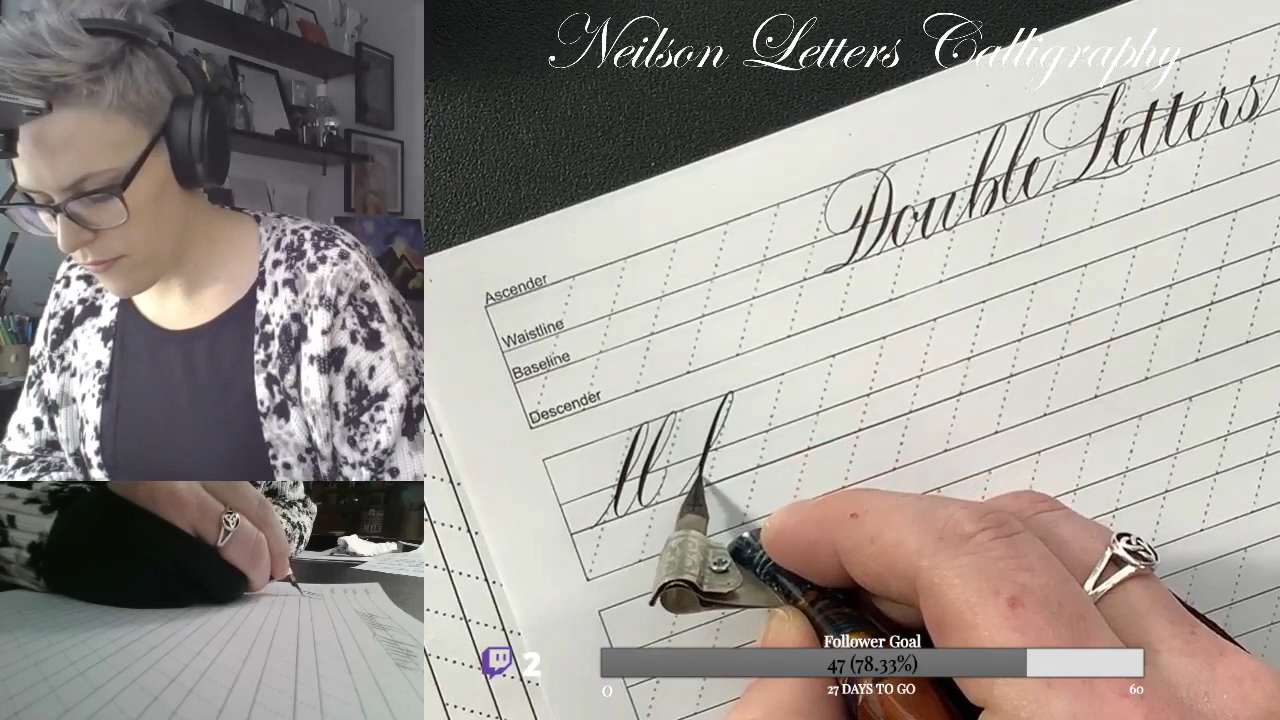 Neilson Letters Calligraphy
Double Letters
Ascender
Waistline
Baseline
Descender
ll l
2
Follower Goal
47 (78.33%)
0 27 DAYS TO GO 60